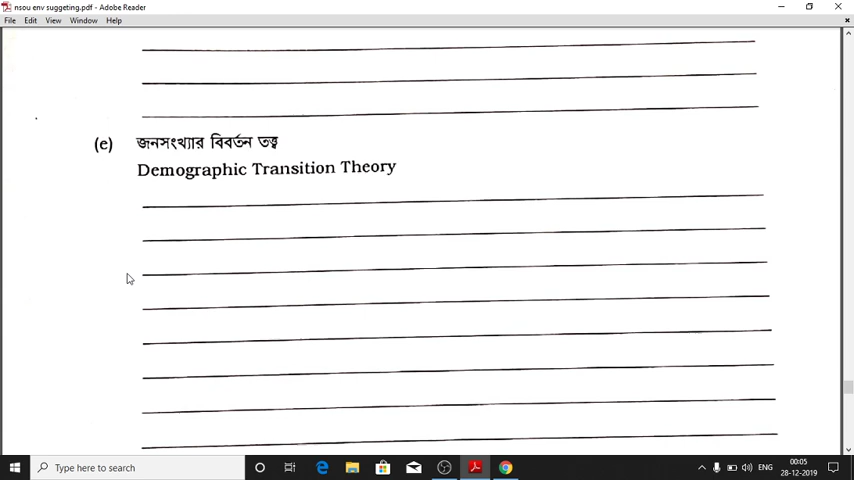 nsou env suggeting.pdf - Adobe Reader
File Edit View Window Help
(e) জনসংখ্যার বিবর্তন তত্ত্ব
Demographic Transition Theory
Type here to search
ENG
00:05
28-12-2019